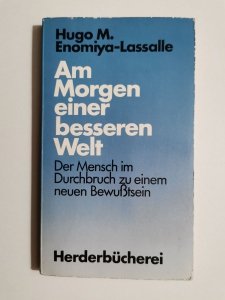 Hugo M.
Enomiya-Lassalle
Am
Morgen
einer
besseren
Welt
Der Mensch im
Durchbruch zu einem
neuen Bewußtsein
Herderbücherei